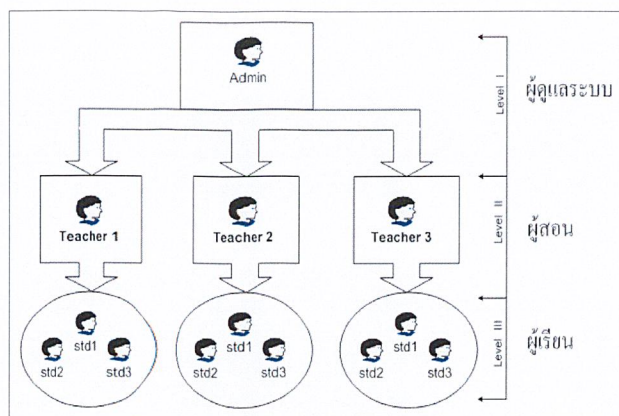 Admin
Level I
ผู้ดูแลระบบ
Teacher 1
Teacher 2
Teacher 3
Level II
ผู้สอน
std1
std2
std3
std1
std2
std3
std1
std2
std3
Level III
ผู้เรียน